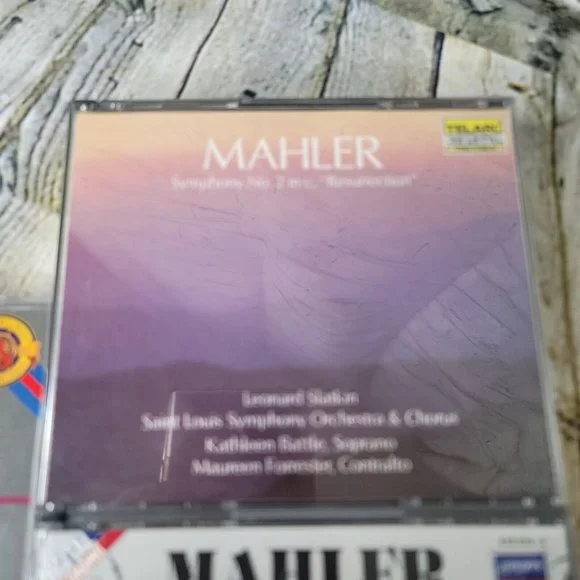 MAHLER
TELARC
Symphony No. 2 in c, "Resurrection"
Leonard Slatkin
Saint Louis Symphony Orchestra & Chorus
Kathleen Battle, Soprano
Maureen Forrester, Contralto
MAHLER